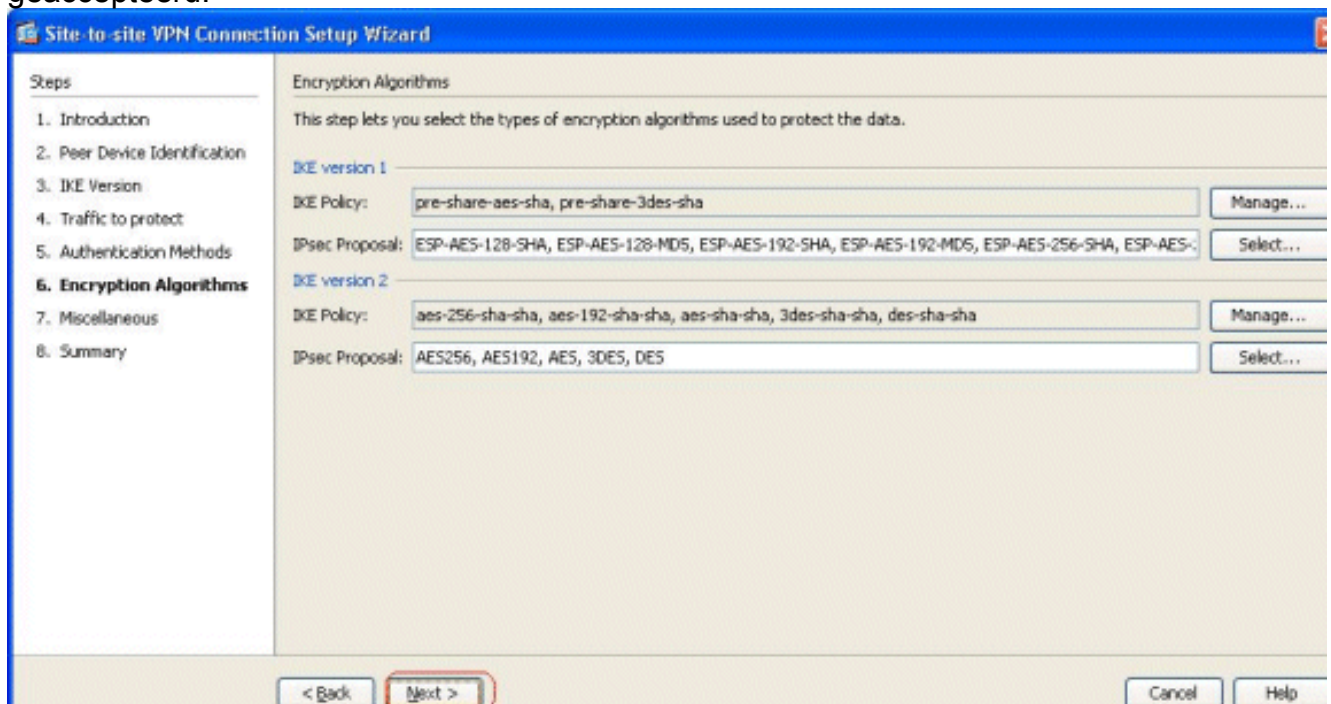 geaccepteerd.
Site-to-site VPN Connection Setup Wizard
Steps
1. Introduction
2. Peer Device Identification
3. IKE Version
4. Traffic to protect
5. Authentication Methods
6. Encryption Algorithms
7. Miscellaneous
8. Summary
Encryption Algorithms
This step lets you select the types of encryption algorithms used to protect the data.
IKE version 1
IKE Policy: pre-share-aes-sha, pre-share-3des-sha Manage...
IPsec Proposal: ESP-AES-128-SHA, ESP-AES-128-MD5, ESP-AES-192-SHA, ESP-AES-192-MD5, ESP-AES-256-SHA, ESP-AES- Select...
IKE version 2
IKE Policy: aes-256-sha-sha, aes-192-sha-sha, aes-sha-sha, 3des-sha-sha, des-sha-sha Manage...
IPsec Proposal: AES256, AES192, AES, 3DES, DES Select...
< Back Next > Cancel Help